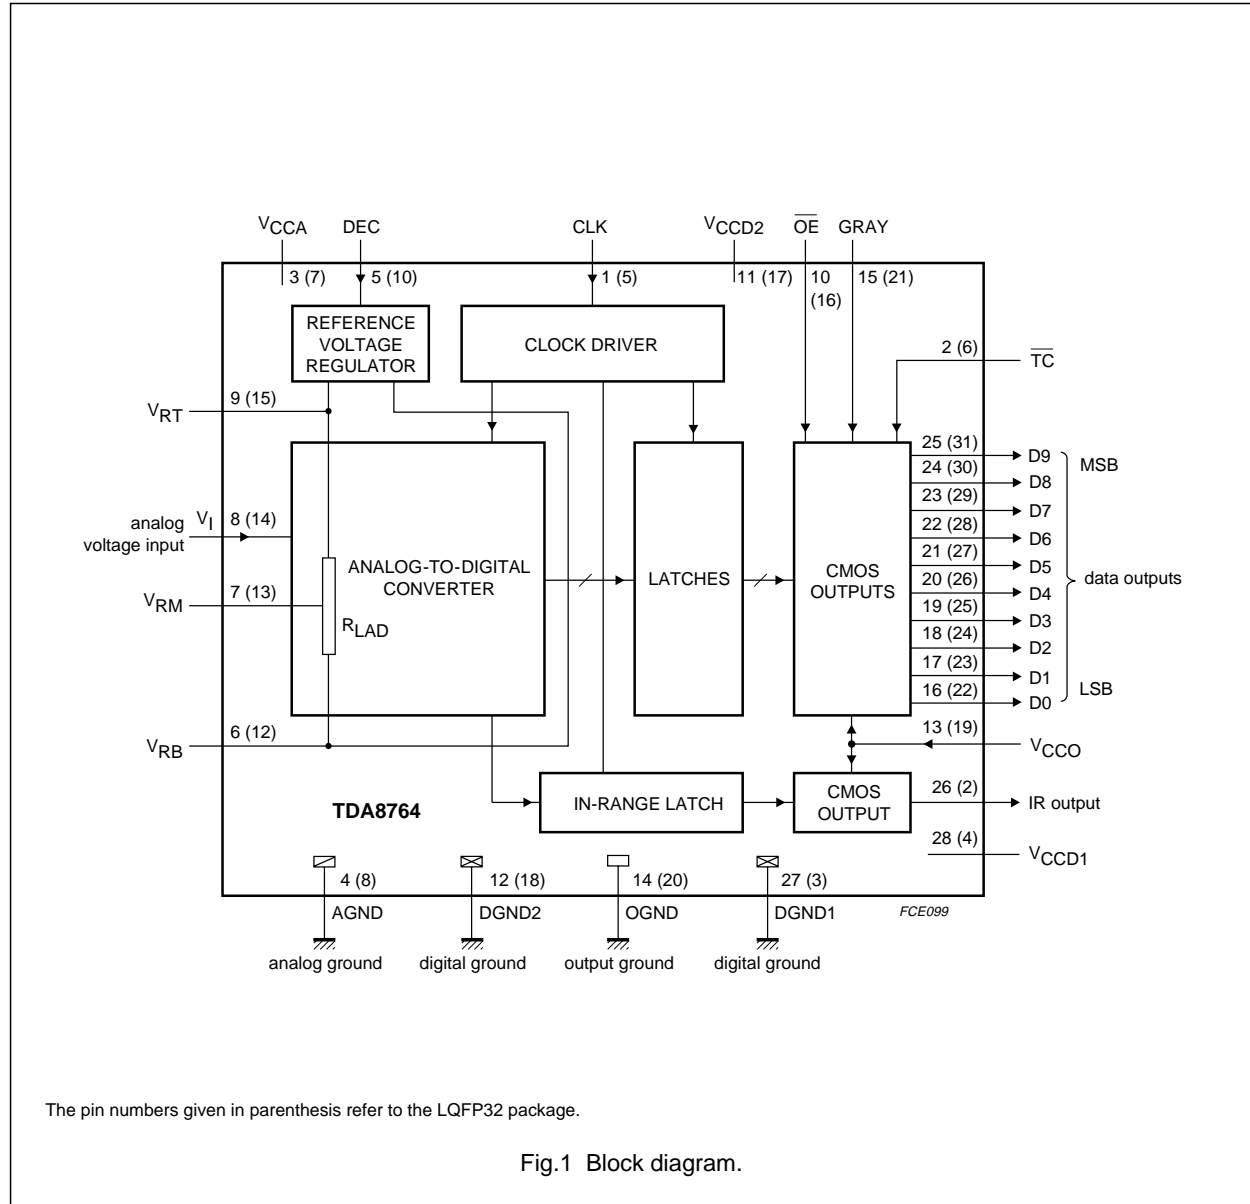 VCCA DEC CLK VCCD2 OE GRAY
3 (7) 5 (10) 1 (5) 11 (17) 10 15 (21)
(16)
REFERENCE
VOLTAGE
REGULATOR
CLOCK DRIVER
2 (6) TC
VRT 9 (15)
25 (31) D9 MSB
24 (30) D8
23 (29) D7
22 (28) D6
21 (27) D5
20 (26) D4
19 (25) D3
18 (24) D2
17 (23) D1
16 (22) D0 LSB
data outputs
analog
voltage input
VI 8 (14)
ANALOG-TO-DIGITAL
CONVERTER
LATCHES
CMOS
OUTPUTS
VRM 7 (13)
RLAD
VRB 6 (12)
13 (19) VCCO
TDA8764
IN-RANGE LATCH
CMOS
OUTPUT
26 (2) IR output
28 (4) VCCD1
4 (8) 12 (18) 14 (20) 27 (3)
AGND DGND2 OGND DGND1 FCE099
analog ground digital ground output ground digital ground
The pin numbers given in parenthesis refer to the LQFP32 package.
Fig.1 Block diagram.